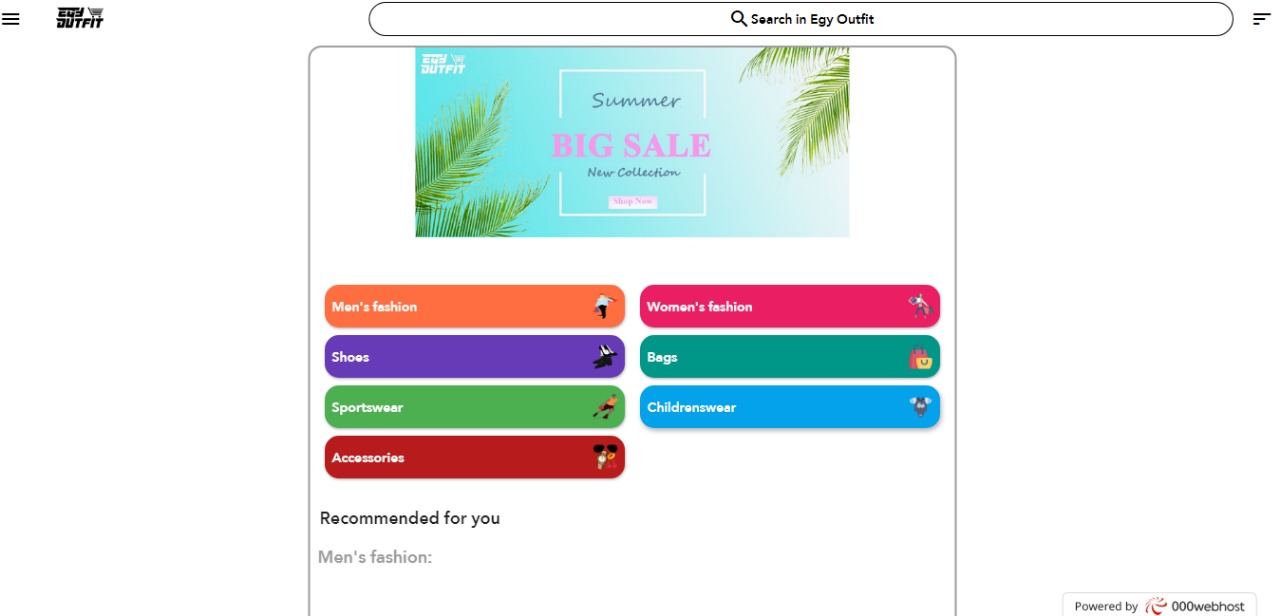 EGY
OUTFIT
Search in Egy Outfit
EGY
OUTFIT
Summer
BIG SALE
New Collection
Shop Now
Men's fashion
Women's fashion
Shoes
Bags
Sportswear
Childrenswear
Accessories
Recommended for you
Men's fashion:
Powered by 000webhost